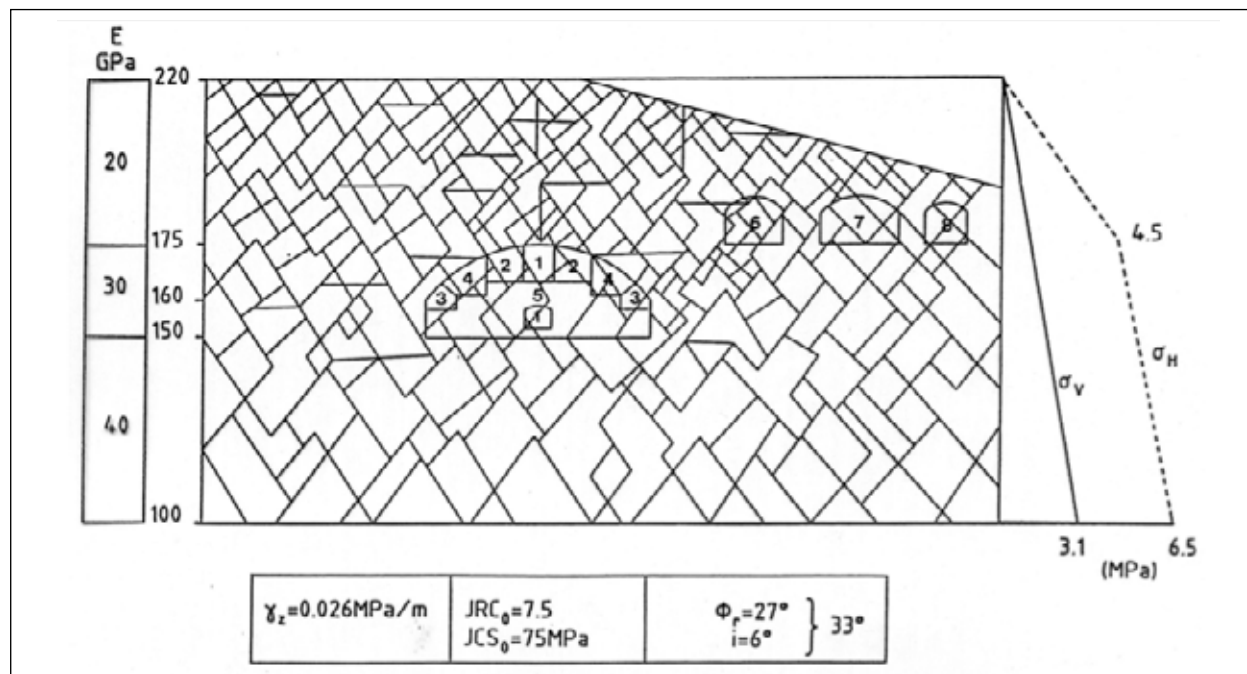 E
GPa
220
20
175
30
160
150
40
100
1
2
2
4
4
3
3
5
1
6
7
8
4.5
σH
σV
3.1
6.5
(MPa)
γz=0.026MPa/m
JRC0=7.5
JCS0=75MPa
Φr=27°
i=6°
33°